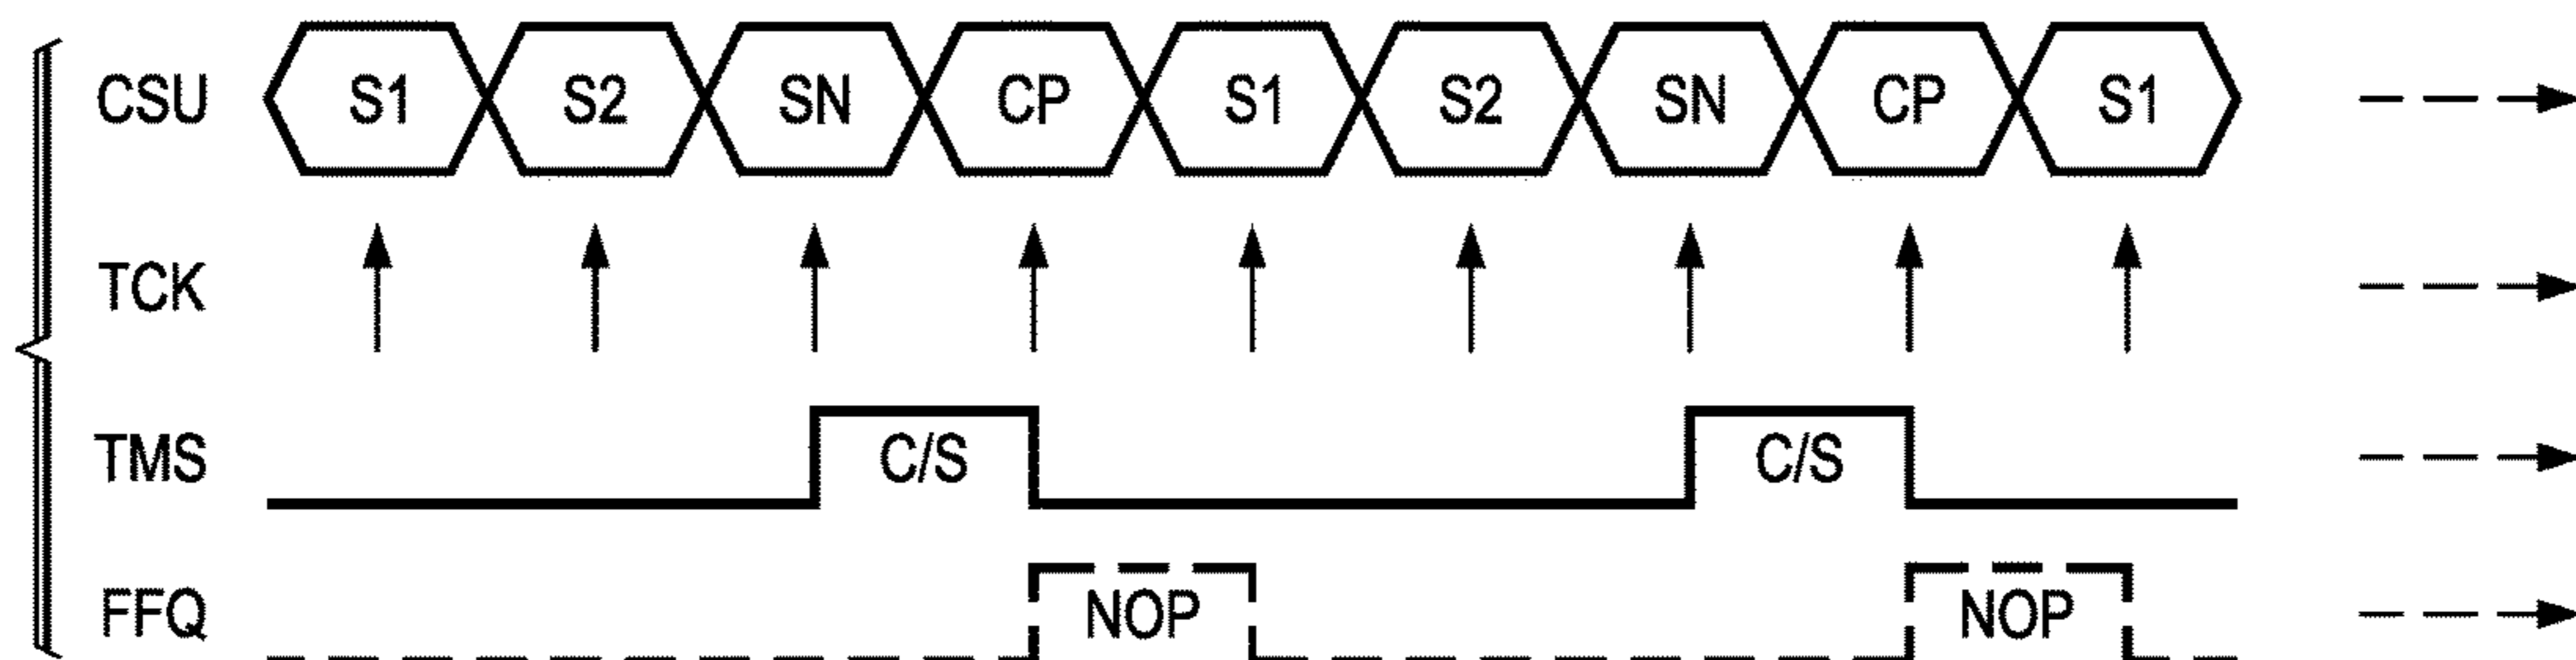 CSU S1 S2 SN CP S1 S2 SN CP S1
TCK
TMS C/S C/S
FFQ NOP NOP